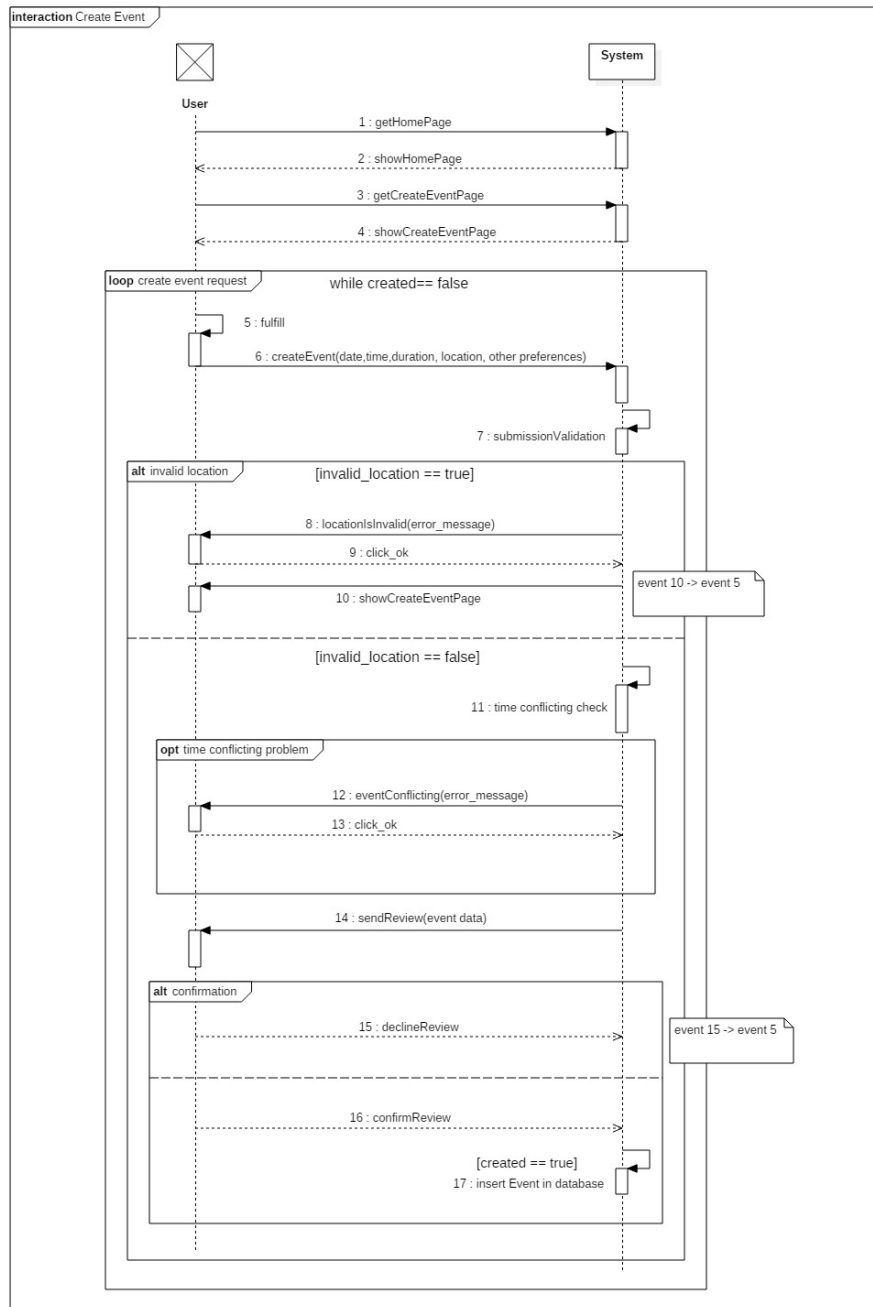 interaction Create Event
System
User
1 : getHomePage
2 : showHomePage
3 : getCreateEventPage
4 : showCreateEventPage
loop create event request
while created== false
5 : fulfill
6 : createEvent(date,time,duration, location, other preferences)
7 : submissionValidation
alt invalid location
[invalid_location == true]
8 : locationIsInvalid(error_message)
9 : click_ok
event 10 -> event 5
10 : showCreateEventPage
[invalid_location == false]
11 : time conflicting check
opt time conflicting problem
12 : eventConflicting(error_message)
13 : click_ok
14 : sendReview(event data)
alt confirmation
15 : declineReview
event 15 -> event 5
16 : confirmReview
[created == true]
17 : insert Event in database